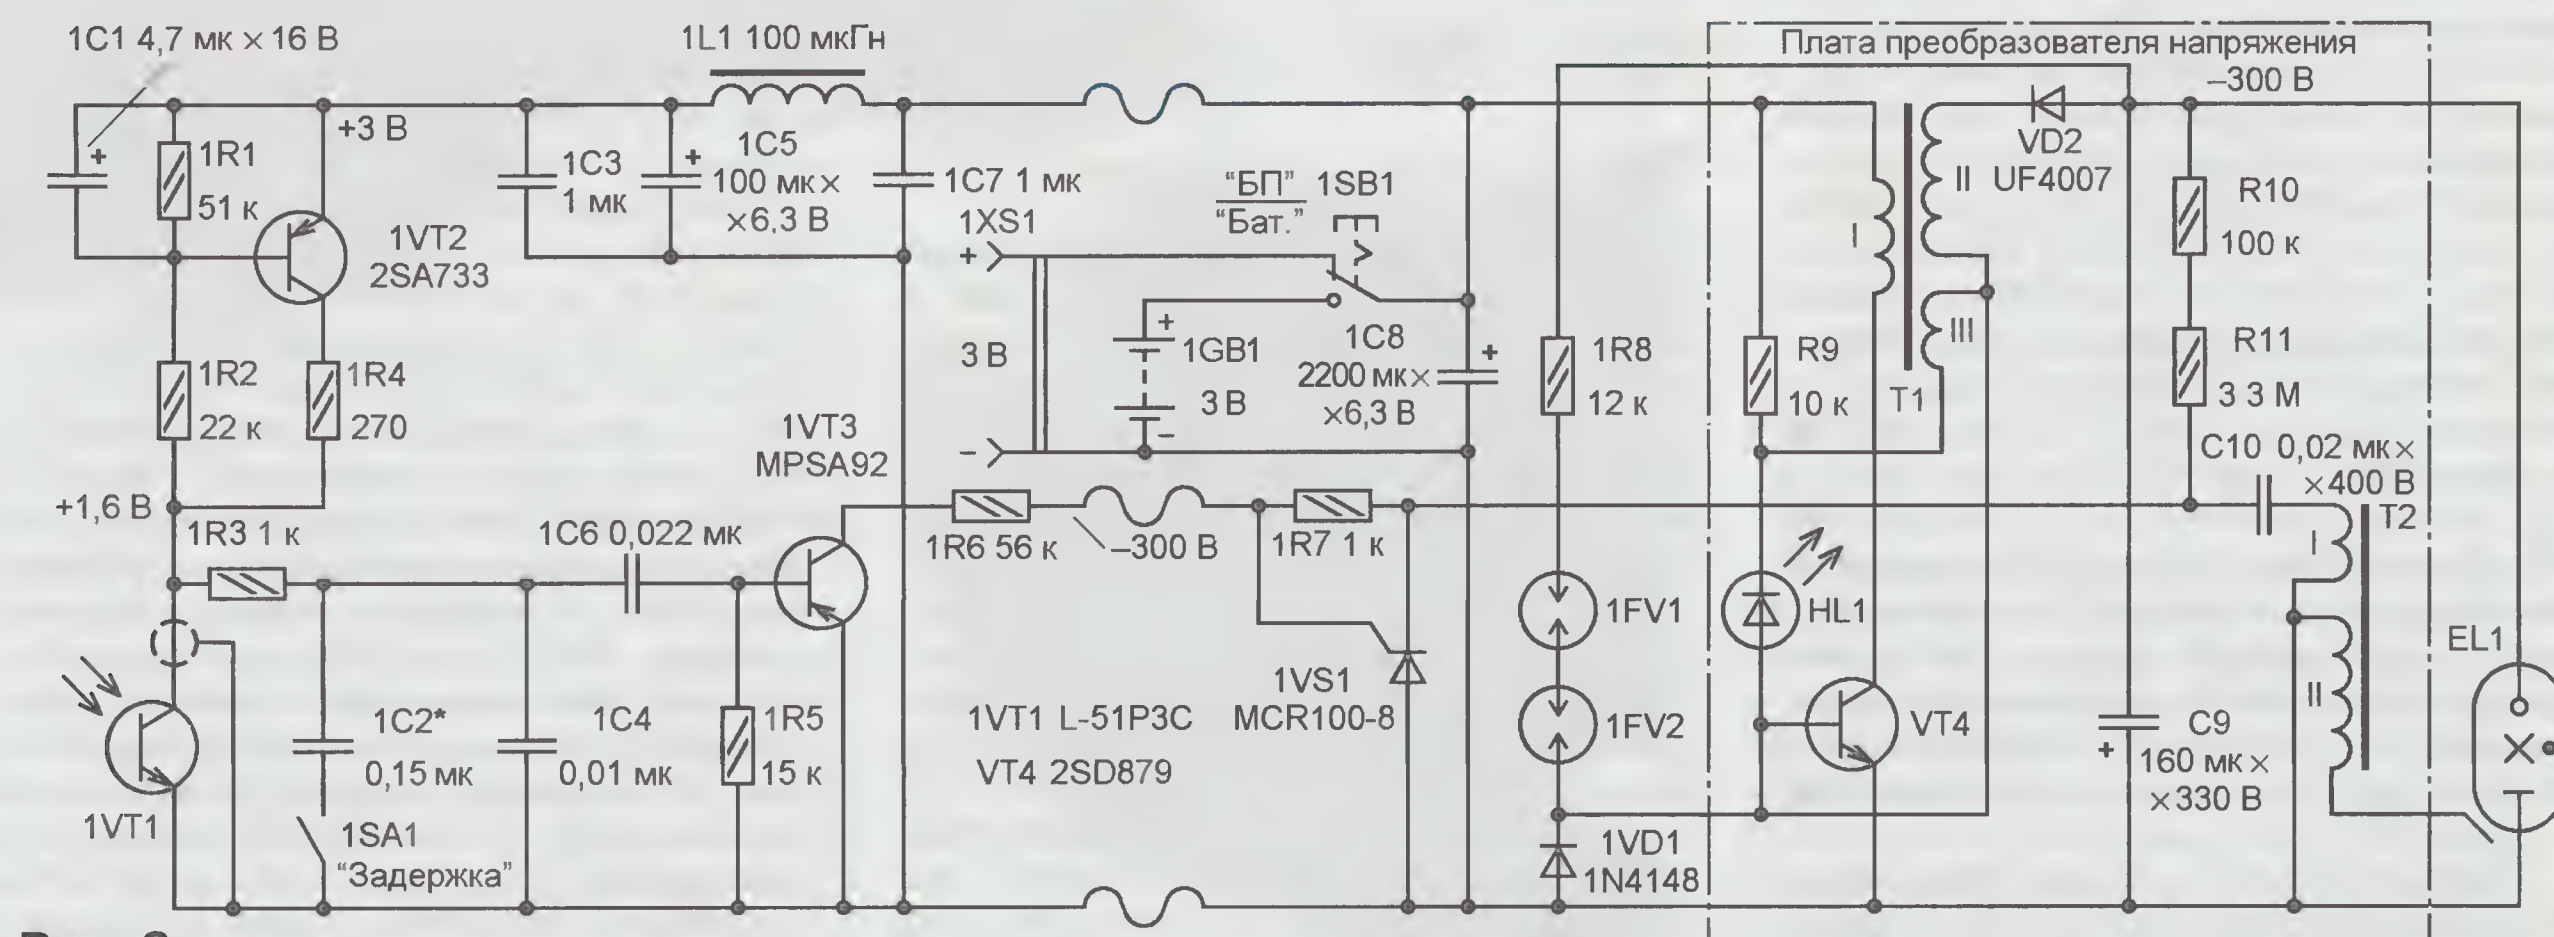 1C1 4,7 мк × 16 В
1L1 100 мкГн
Плата преобразователя напряжения
–300 В
+3 В
1R1
51 к
1VT2
2SA733
1C3
1 мк
+
1C5
100 мк ×
×6,3 В
1C7 1 мк
1XS1
+
“БП”
“Бат.”
1SB1
VD2
UF4007
I
II
III
T1
R10
100 к
R11
3 3 М
1R2
22 к
1R4
270
3 В
–
+
1GB1
3 В
–
1C8
2200 мк ×
×6,3 В
+
1R8
12 к
R9
10 к
+
+1,6 В
1R3 1 к
1C6 0,022 мк
1VT3
MPSA92
1R6 56 к
–300 В
1R7 1 к
C10 0,02 мк ×
×400 В
T2
I
II
1FV1
1FV2
HL1
EL1
1VT1
1C2*
0,15 мк
1SA1
“Задержка”
1C4
0,01 мк
1R5
15 к
1VT1 L-51P3C
VT4 2SD879
1VS1
MCR100-8
VT4
C9
+
160 мк ×
×330 В
1VD1
1N4148